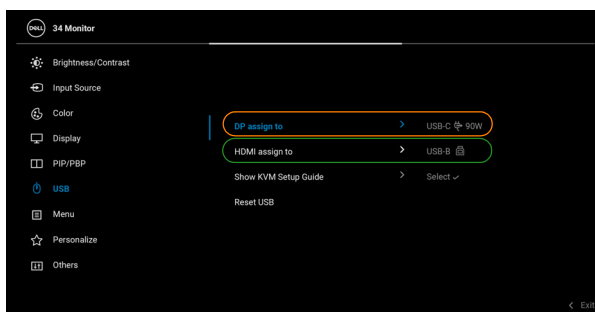 DELL 34 Monitor
Brightness/Contrast
Input Source
Color
Display
PIP/PBP
USB
Menu
Personalize
Others
DP assign to > USB-C 90W
HDMI assign to > USB-B
Show KVM Setup Guide > Select ✓
Reset USB
< Exit